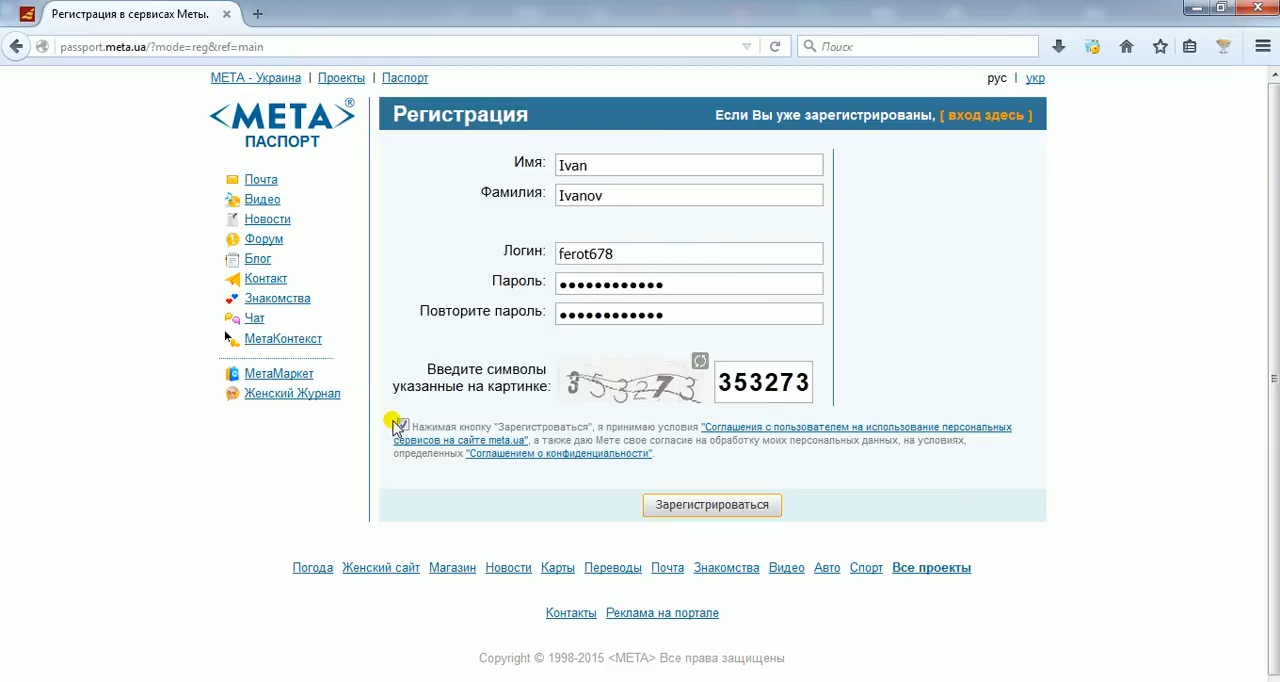 Регистрация в сервисах Меты.
passport.meta.ua/?mode=reg&ref=main
Поиск
МЕТА - Украина | Проекты | Паспорт
рус | укр
<META>®
ПАСПОРТ
Почта
Видео
Новости
Форум
Блог
Контакт
Знакомства
Чат
МетаКонтекст
МетаМаркет
Женский Журнал
Регистрация
Если Вы уже зарегистрированы, [ вход здесь ]
Имя: Ivan
Фамилия: Ivanov
Логин: ferot678
Пароль: ●●●●●●●●●●●●
Повторите пароль: ●●●●●●●●●●●●
Введите символы
указанные на картинке: 353273 353273
Нажимая кнопку "Зарегистроваться", я принимаю условия "Соглашения с пользователем на использование персональных
сервисов на сайте meta.ua", а также даю Мете свое согласие на обработку моих персональных данных, на условиях,
определенных "Соглашением о конфиденциальности".
Зарегистрироваться
Погода Женский сайт Магазин Новости Карты Переводы Почта Знакомства Видео Авто Спорт Все проекты
Контакты Реклама на портале
Copyright © 1998-2015 <META> Все права защищены